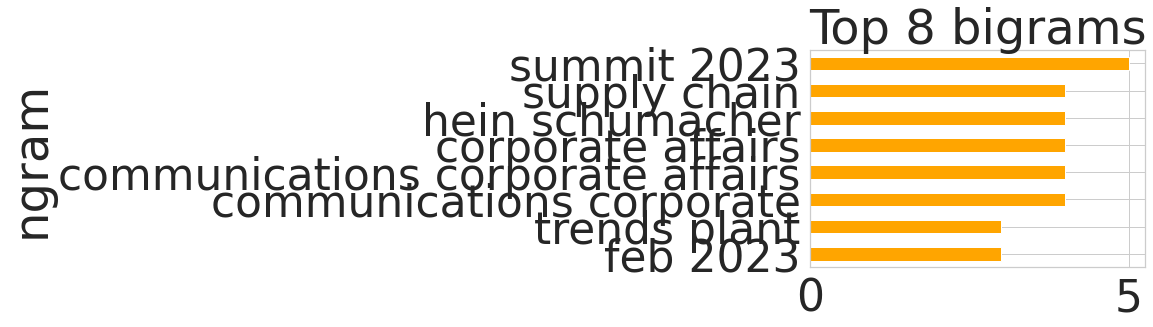 Top 8 bigrams
ngram
summit 2023
supply chain
hein schumacher
corporate affairs
communications corporate affairs
communications corporate
trends plant
feb 2023
0 5